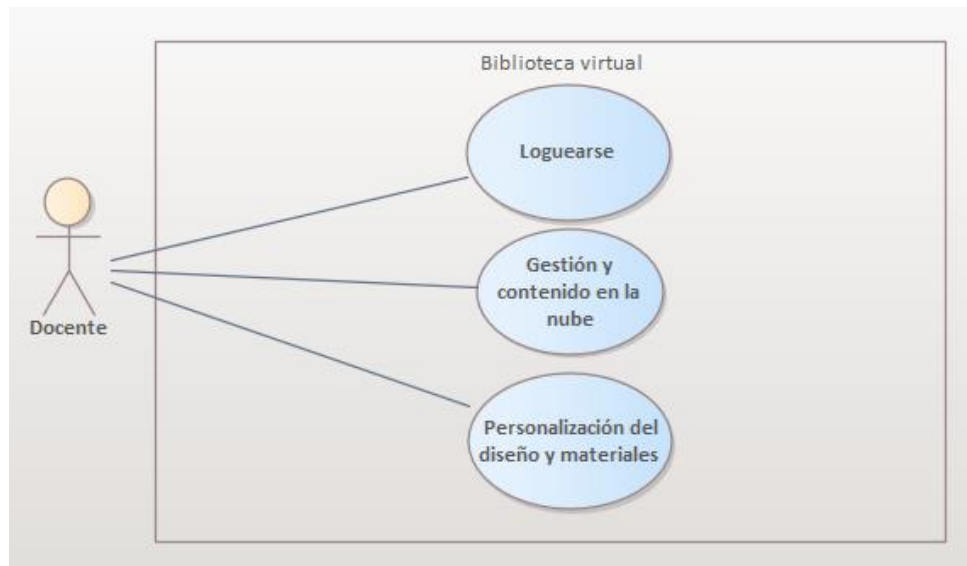 Biblioteca virtual
Loguearse
Gestión y
contenido en la
nube
Docente
Personalización del
diseño y materiales